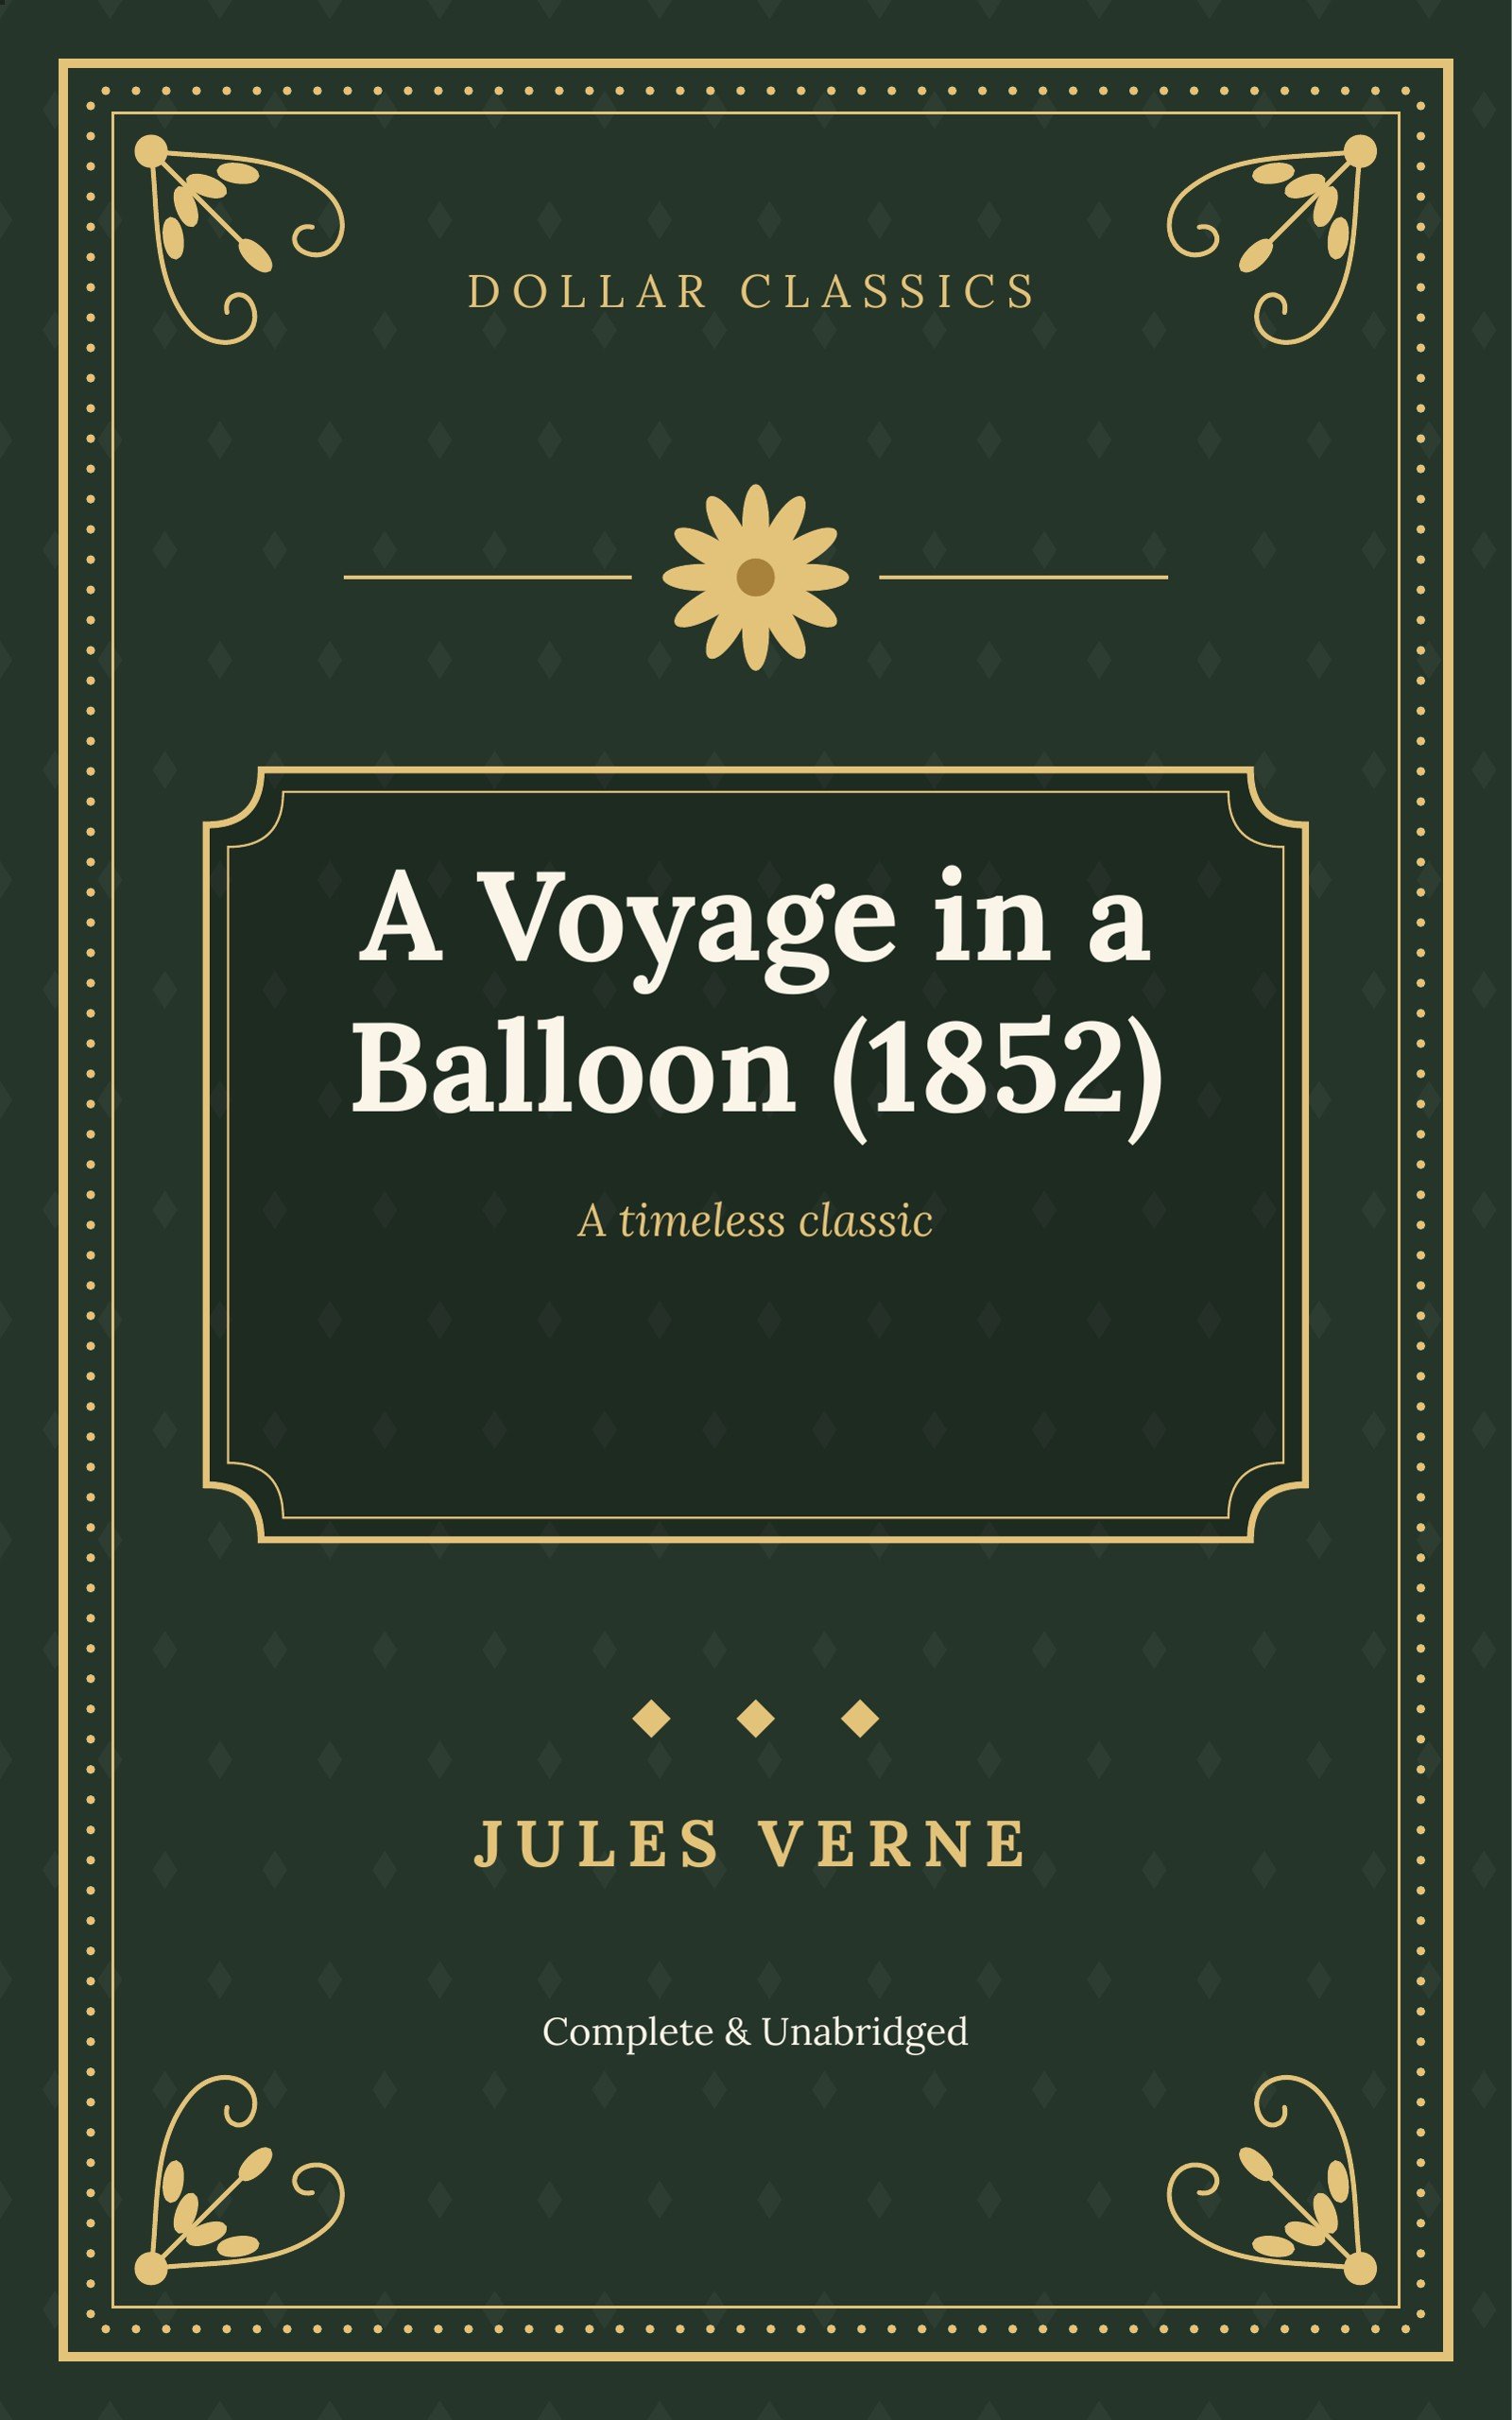 DOLLAR CLASSICS
A Voyage in a
Balloon (1852)
A timeless classic
JULES VERNE
Complete & Unabridged